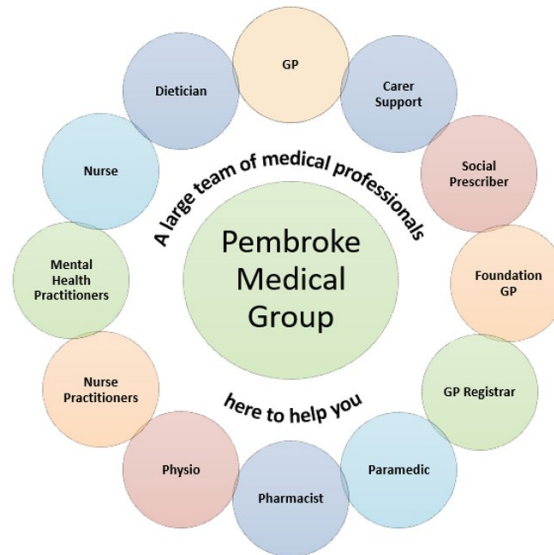 GP
Carer
Support
Social
Prescriber
Foundation
GP
GP Registrar
Paramedic
Pharmacist
Physio
Nurse
Practitioners
Mental
Health
Practitioners
Nurse
Dietician
A large team of medical professionals
Pembroke
Medical
Group
here to help you